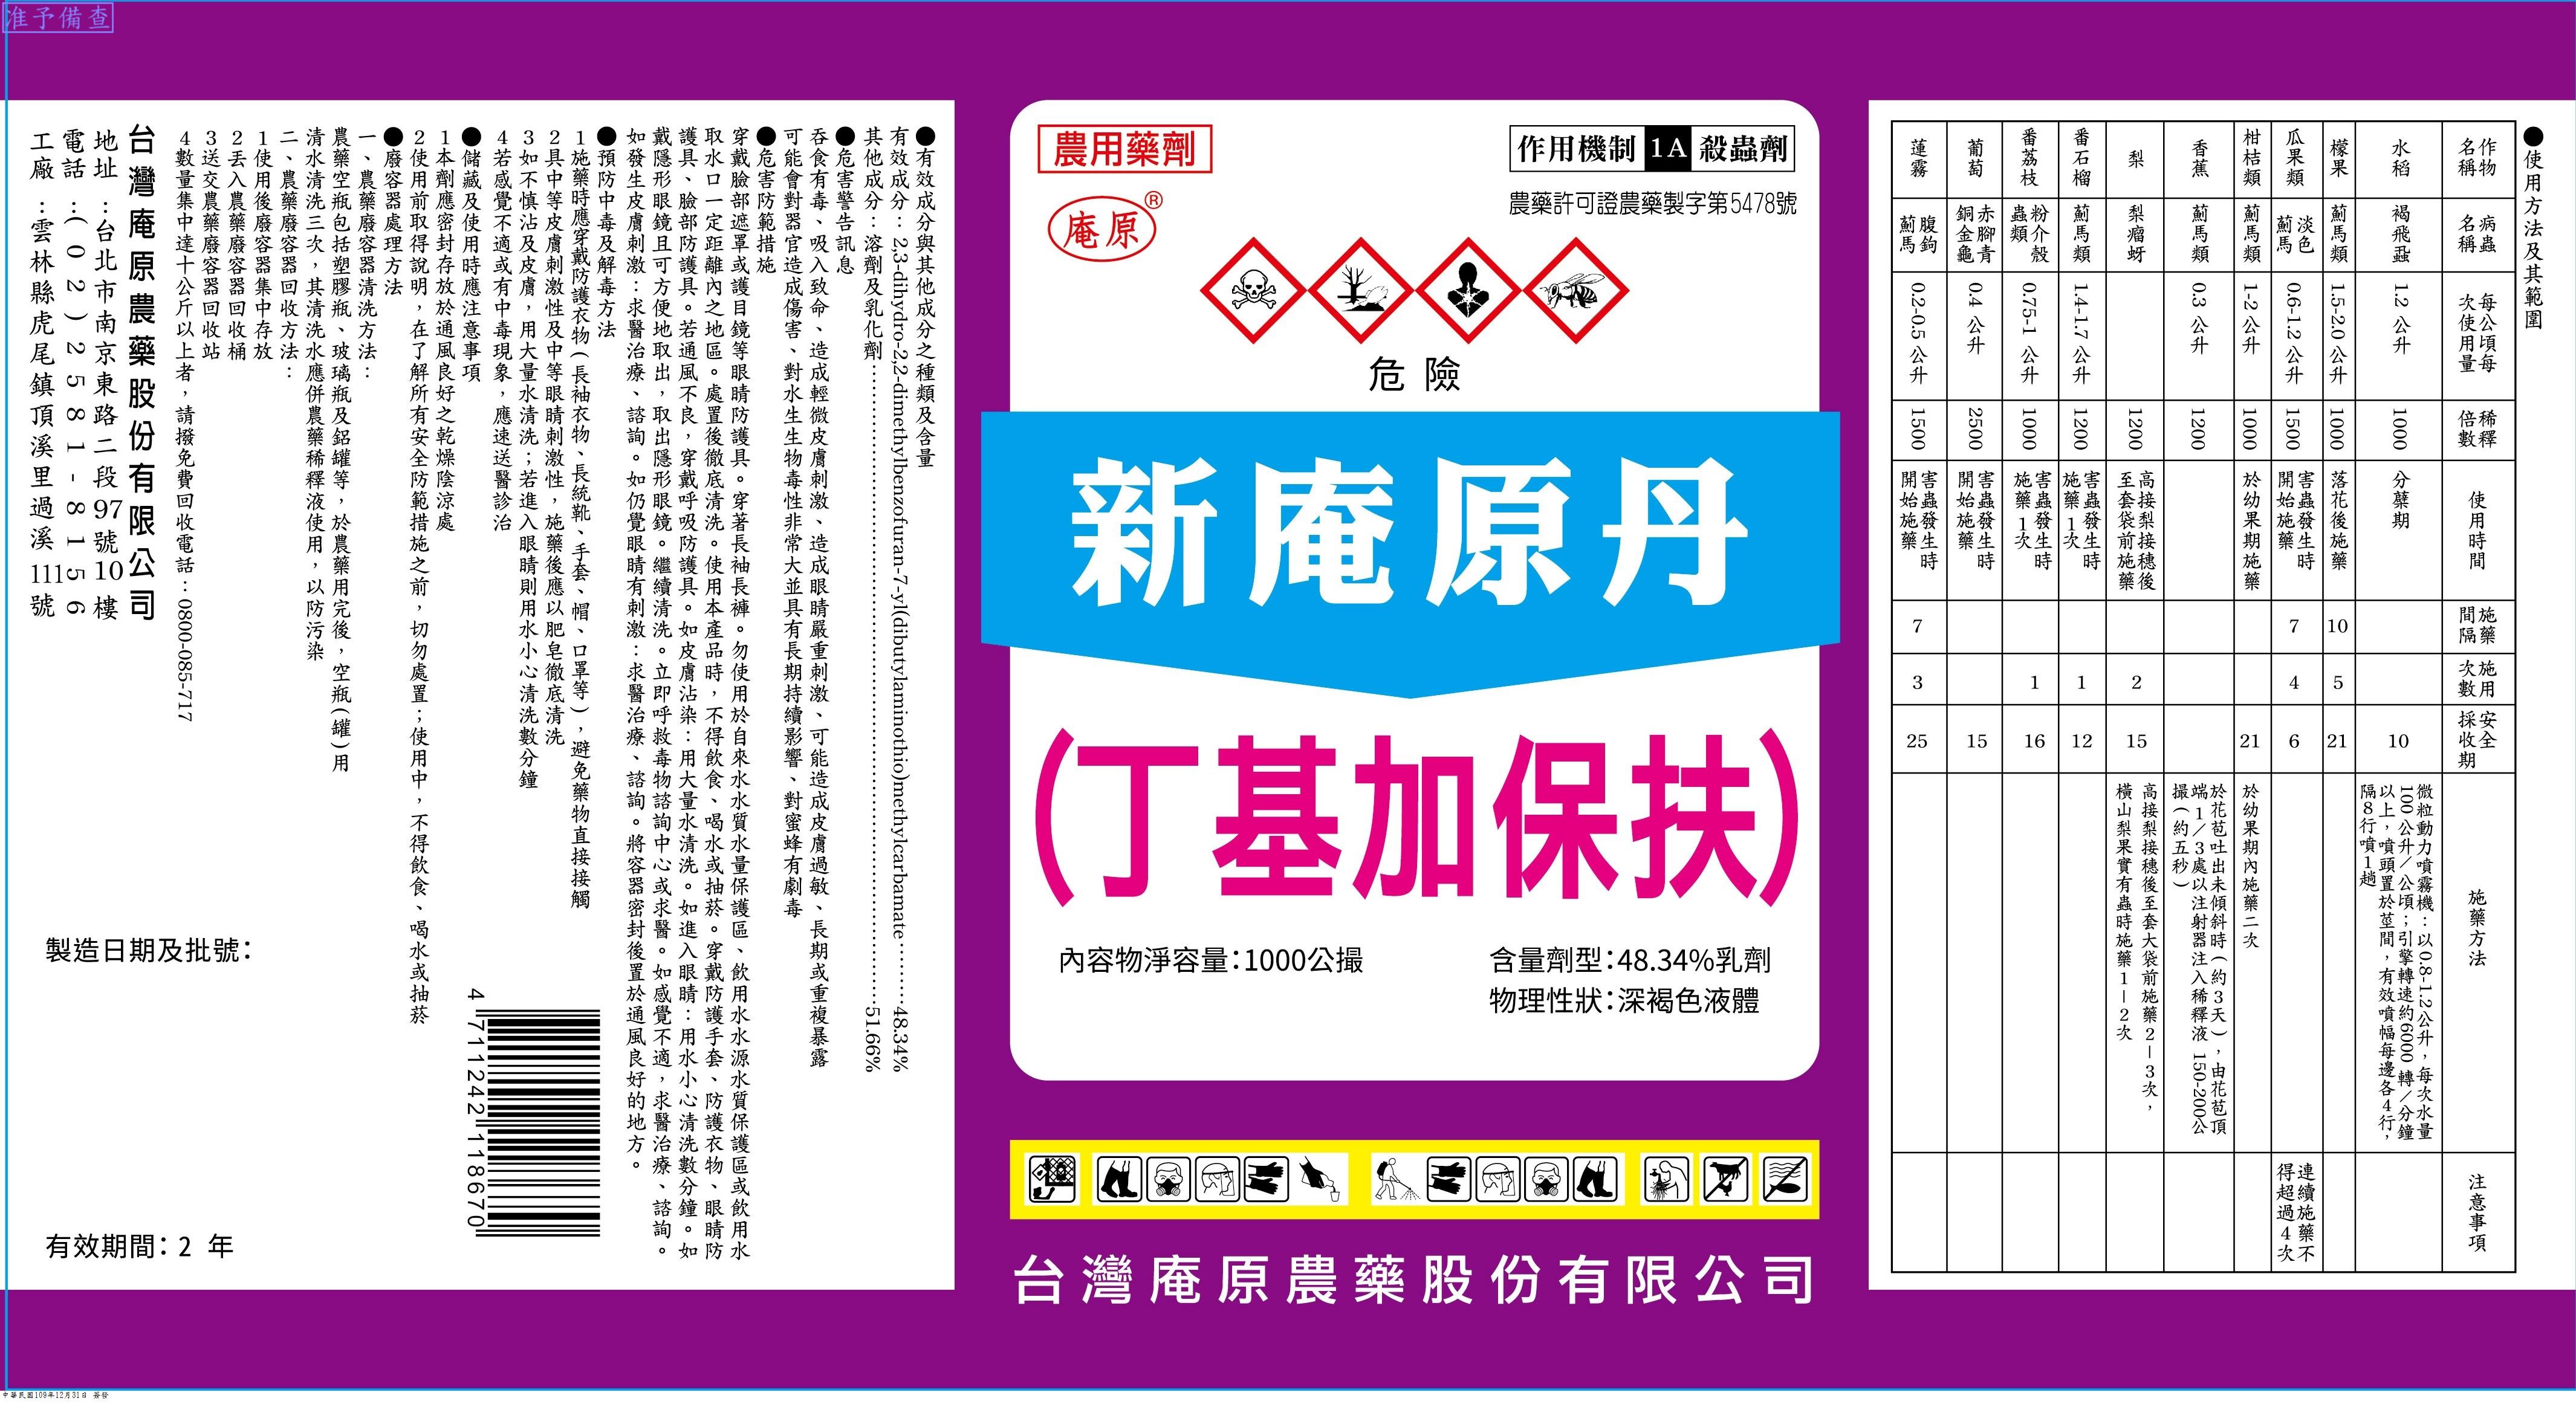 准予備查
農用藥劑
庵原®
作用機制 1A 殺蟲劑
農藥許可證農藥製字第5478號
危險
新庵原丹
(丁基加保扶)
內容物淨容量:1000公撮
含量劑型:48.34%乳劑
物理性狀:深褐色液體
台灣庵原農藥股份有限公司
●使用方法及其範圍
作物名稱 病蟲名稱 每公頃每次使用量 稀釋倍數 使用時間 施藥間隔 施用次數 安全採收期 施藥方法 注意事項
水稻 褐飛蝨 1.2 公升 1000 分櫱期 10 微粒動力噴霧機:以0.8-1.2公升,每次水量100公升/公頃;引擎轉速約6000 轉/分鐘以上,噴頭置於莖間,有效噴幅每邊各4行,隔8行噴1趟
檬果 薊馬類 1.5-2.0 公升 1000 落花後施藥 10 5 21
瓜果類 淡色薊馬 0.6-1.2 公升 1500 害蟲發生時開始施藥 7 4 6 連續施藥不得超過4次
柑桔類 薊馬類 1-2 公升 1000 於幼果期施藥 21 於幼果期內施藥二次
香蕉 薊馬類 0.3 公升 1200 於花苞吐出未傾斜時(約3天),由花苞頂端1/3處以注射器注入稀釋液 150-200公撮(約五秒)
梨 梨瘤蚜 1200 高接梨接穗後至套袋前施藥 2 15 高接梨接穗後至套大袋前施藥2-3次,橫山梨果實有蟲時施藥1-2次
番石榴 薊馬類 1.4-1.7 公升 1200 害蟲發生時施藥1次 1 12
番荔枝 粉介殼蟲類 0.75-1 公升 1000 害蟲發生時施藥1次 1 16
葡萄 赤腳青銅金龜 0.4 公升 2500 害蟲發生時開始施藥 15
蓮霧 腹鉤薊馬 0.2-0.5 公升 1500 害蟲發生時開始施藥 7 3 25
●有效成分與其他成分之種類及含量
有效成分:2,3-dihydro-2,2-dimethylbenzofuran-7-yl(dibutylaminothio)methylcarbamate……48.34%
其他成分:溶劑及乳化劑……51.66%
●危害警告訊息
吞食有毒、吸入致命、造成輕微皮膚刺激、造成眼睛嚴重刺激、可能造成皮膚過敏、長期或重複暴露
可能會對器官造成傷害、對水生生物毒性非常大並具有長期持續影響、對蜜蜂有劇毒
●危害防範措施
穿戴臉部遮罩或護目鏡等眼睛防護具。穿著長袖長褲。勿使用於自來水水質水量保護區、飲用水水源水質保護區或飲用水
取水口一定距離內之地區。處置後徹底清洗。使用本產品時,不得飲食、喝水或抽菸。穿戴防護手套、防護衣物、眼睛防
護具、臉部防護具。若通風不良,穿戴呼吸防護具。如皮膚沾染:用大量水清洗。如進入眼睛:用水小心清洗數分鐘。如
戴隱形眼鏡且可方便地取出,取出隱形眼鏡。繼續清洗。立即呼救毒物諮詢中心或求醫。如感覺不適,求醫治療、諮詢。
如發生皮膚刺激:求醫治療、諮詢。如仍覺眼睛有刺激:求醫治療、諮詢。將容器密封後置於通風良好的地方。
●預防中毒及解毒方法
1施藥時應穿戴防護衣物(長袖衣物、長統靴、手套、帽、口罩等),避免藥物直接接觸
2具中等皮膚刺激性及中等眼睛刺激性,施藥後應以肥皂徹底清洗
3如不慎沾及皮膚,用大量水清洗;若進入眼睛則用水小心清洗數分鐘
4若感覺不適或有中毒現象,應速送醫診治
●儲藏及使用時應注意事項
1本劑應密封存放於通風良好之乾燥陰涼處
2使用前取得說明,在了解所有安全防範措施之前,切勿處置;使用中,不得飲食、喝水或抽菸
●廢容器處理方法
一、農藥廢容器清洗方法:
農藥空瓶包括塑膠瓶、玻璃瓶及鋁罐等,於農藥用完後,空瓶(罐)用
清水清洗三次,其清洗水應併農藥稀釋液使用,以防污染
二、農藥廢容器回收方法:
1使用後廢容器集中存放
2丟入農藥廢容器回收桶
3送交農藥廢容器回收站
4數量集中達十公斤以上者,請撥免費回收電話:0800-085-717
台灣庵原農藥股份有限公司
地址:台北市南京東路二段97號10樓
電話:(02)2581-8156
工廠:雲林縣虎尾鎮頂溪里過溪111號
製造日期及批號:
有效期間:2 年
4 711242 118670
中華民國109年12月31日 簽發